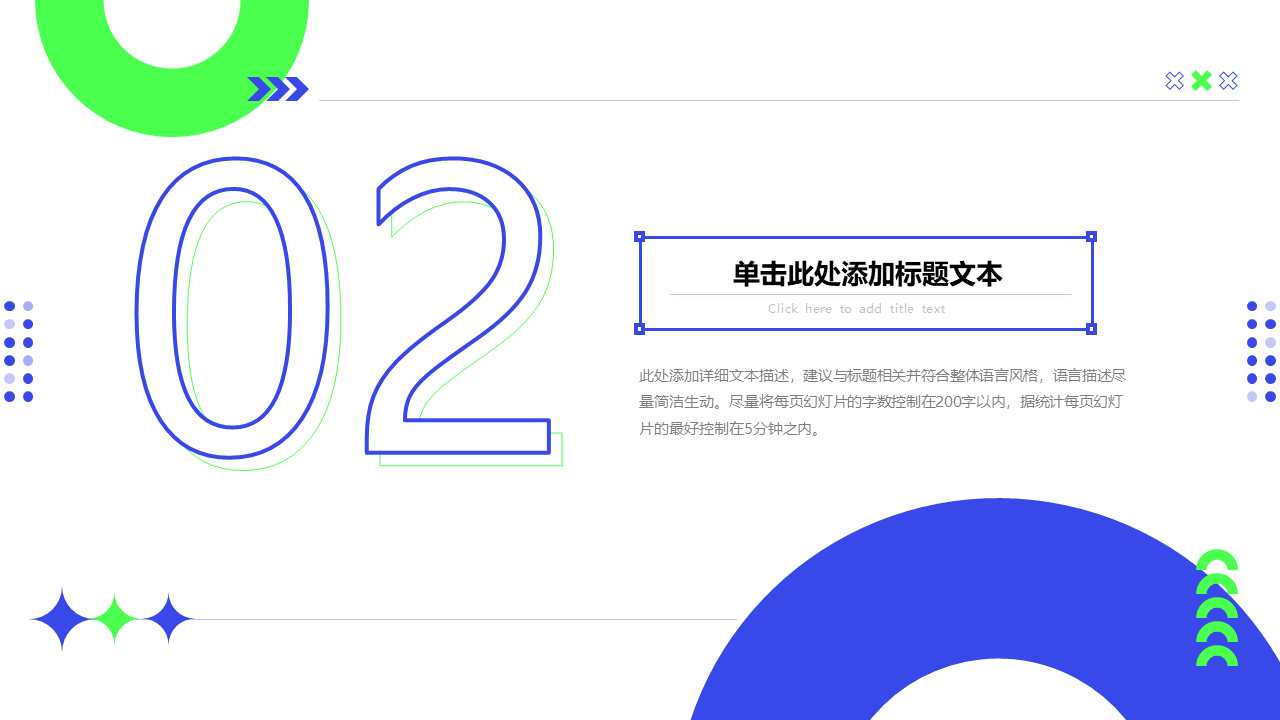 02
单击此处添加标题文本
Click here to add title text
此处添加详细文本描述，建议与标题相关并符合整体语言风格，语言描述尽
量简洁生动。尽量将每页幻灯片的字数控制在200字以内，据统计每页幻灯
片的最好控制在5分钟之内。